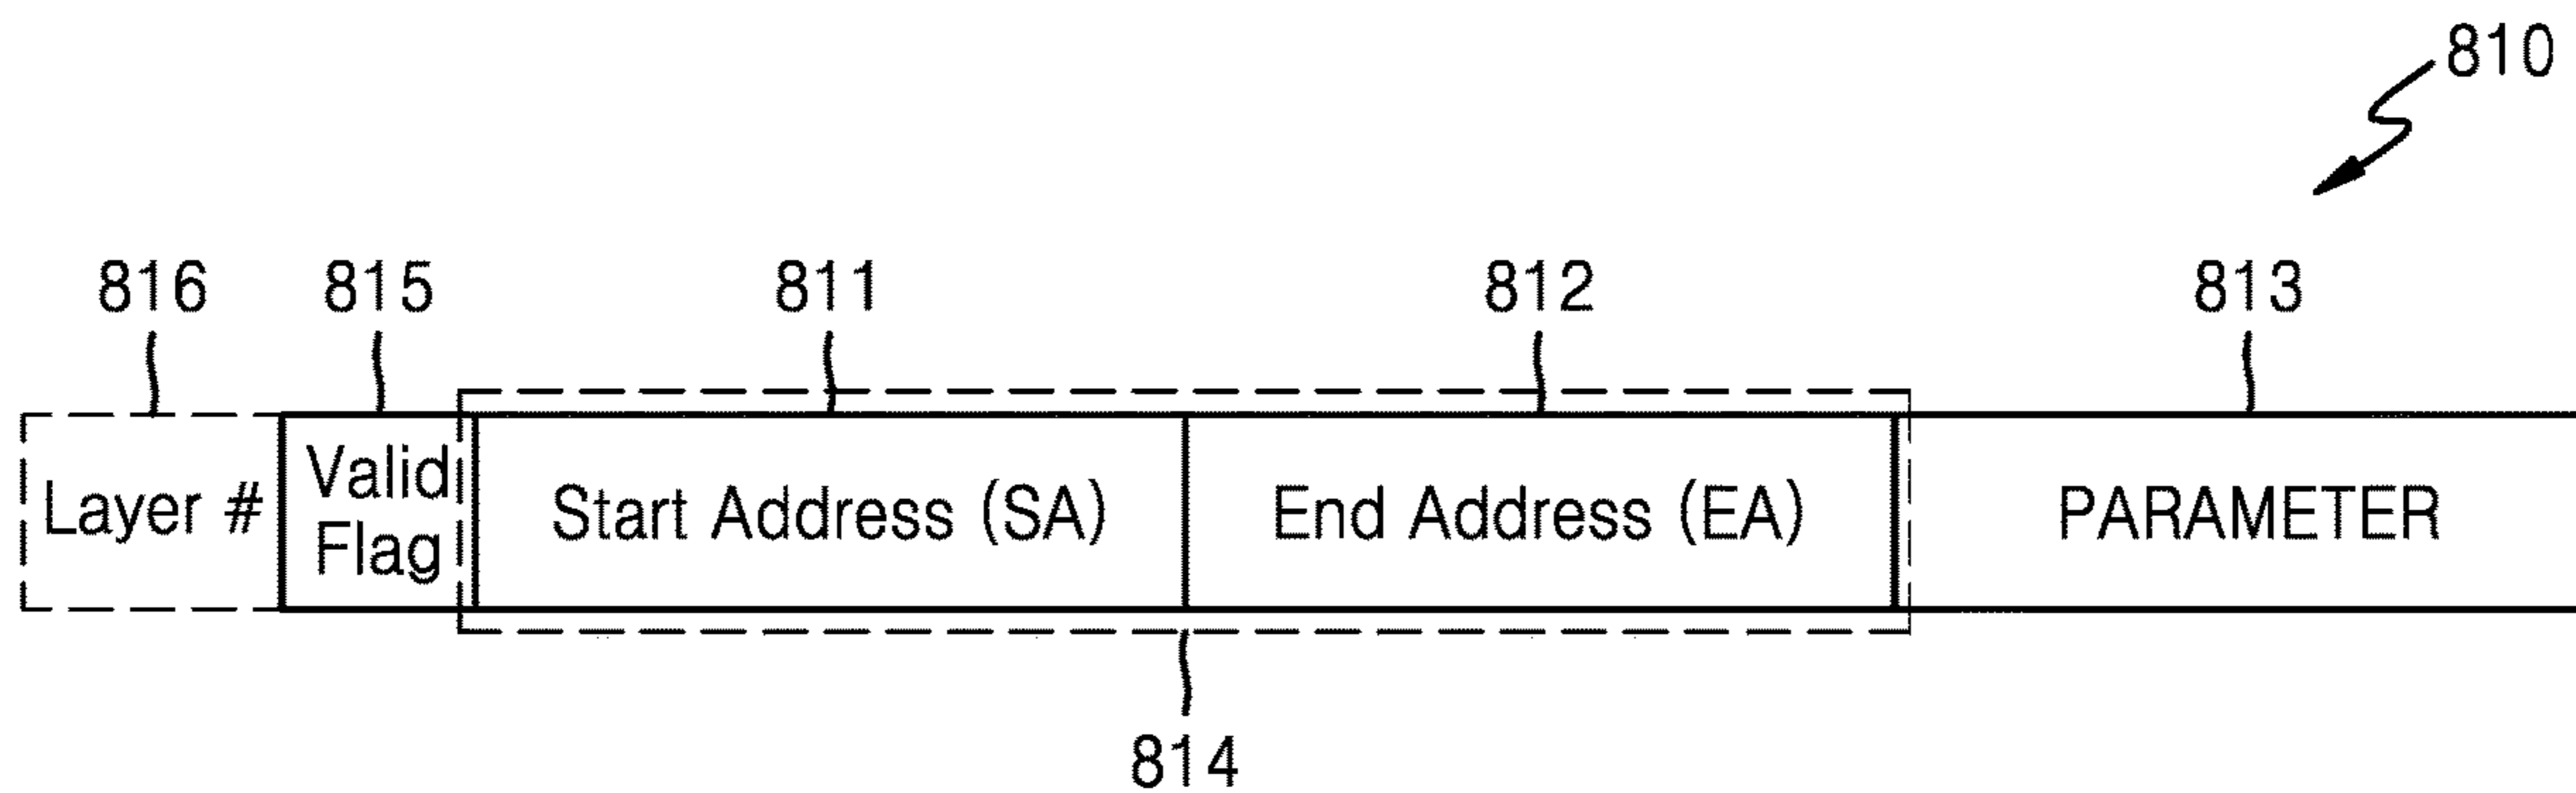 810
816 815 811 812 813
Layer # Valid Flag Start Address (SA) End Address (EA) PARAMETER
814